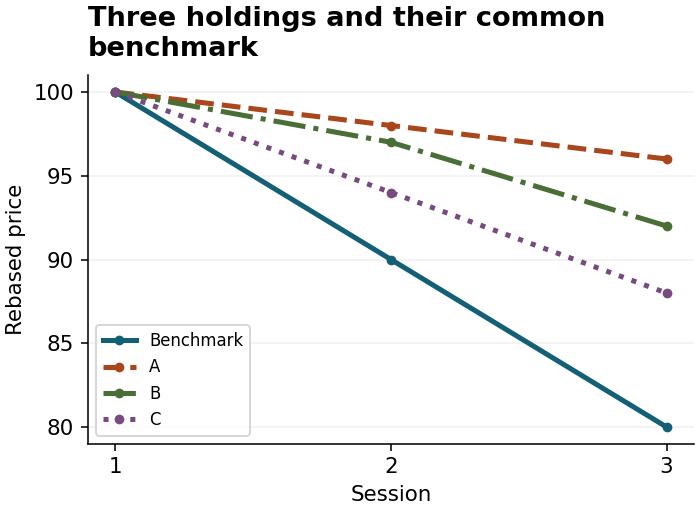 Three holdings and their common
benchmark
100
95
90
85
80
Rebased price
Benchmark
A
B
C
1
2
3
Session